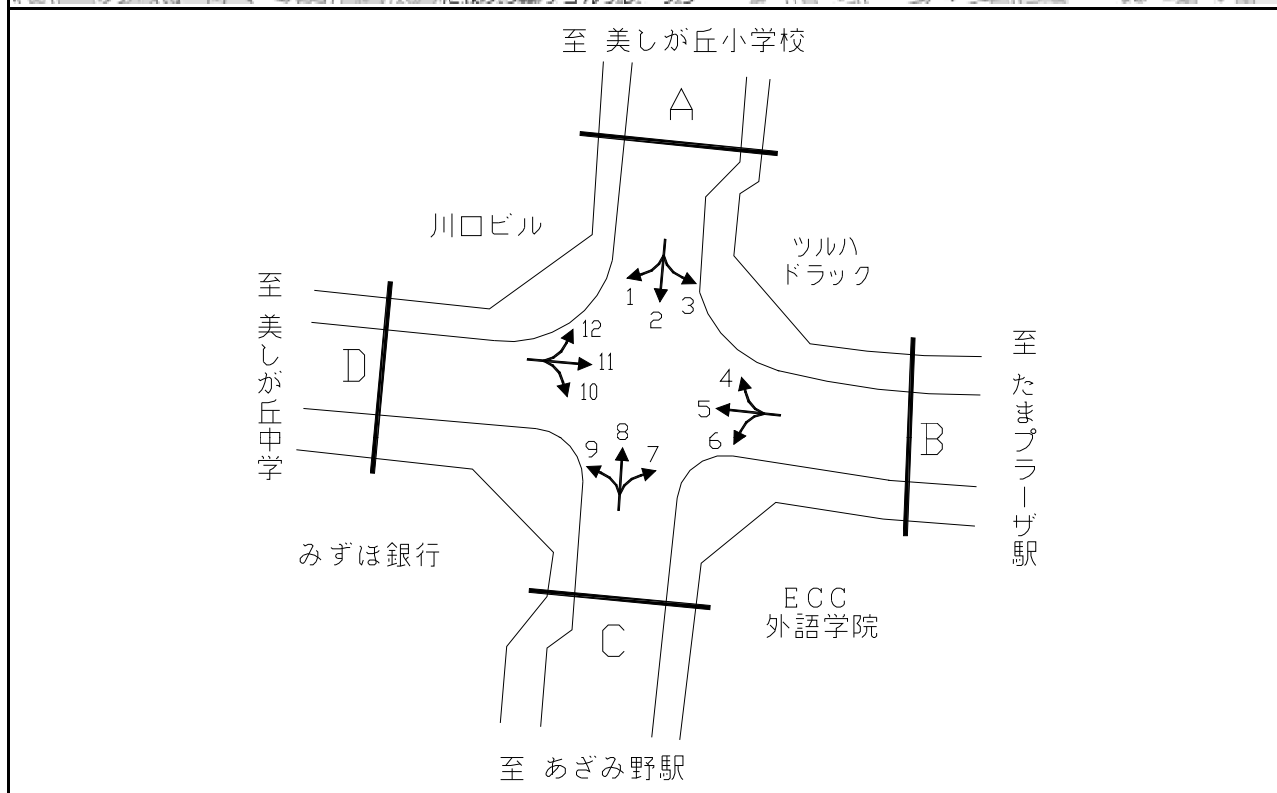 至 美しが丘小学校
A
川口ビル
ツルハ
ドラック
1
2
3
至 美しが丘中学
D
12
11
10
4
5
6
B
至 たまプラーザ駅
9
8
7
みずほ銀行
ECC
外語学院
C
至 あざみ野駅